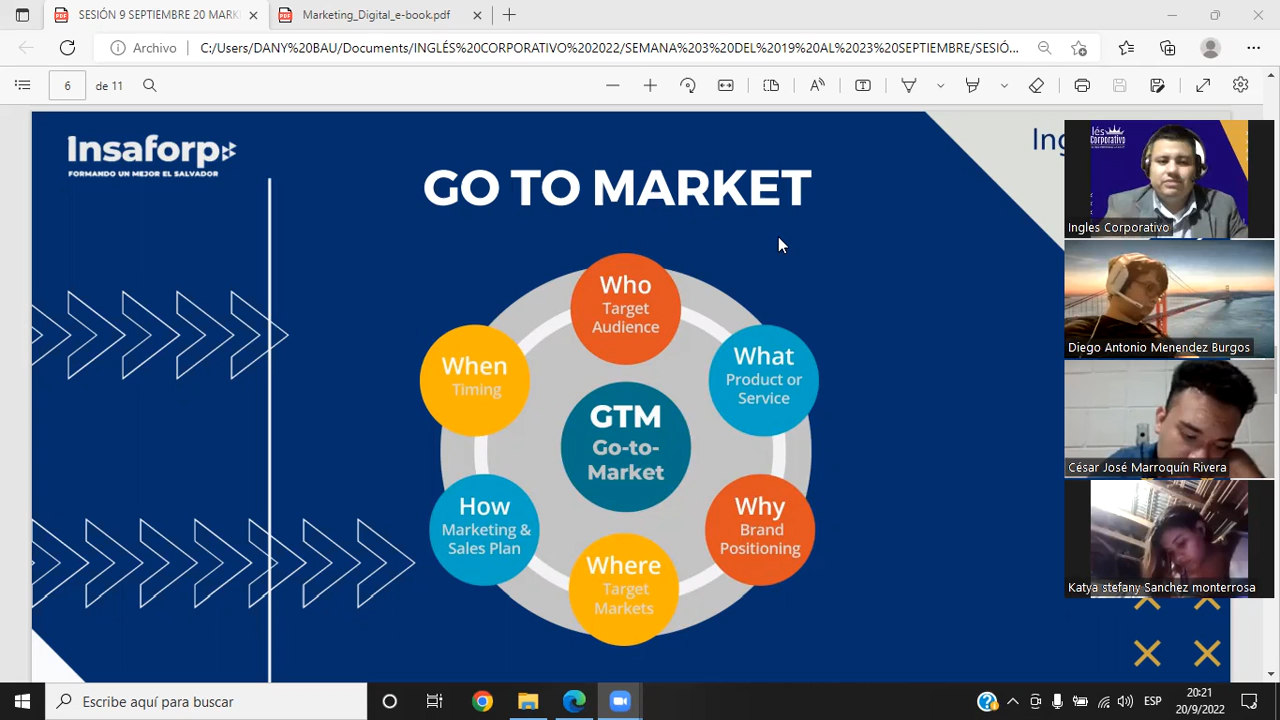 SESIÓN 9 SEPTIEMBRE 20 MARK
Marketing_Digital_e-book.pdf
Archivo
C:/Users/DANY%20BAU/Documents/INGLÉS%20CORPORATIVO%202022/SEMANA%203%20DEL%2019%20AL%2023%20SEPTIEMBRE/SESIÓ...
6
de 11
Insaforp
FORMANDO UN MEJOR EL SALVADOR
Ing
GO TO MARKET
Who
Target
Audience
What
Product or
Service
Why
Brand
Positioning
Where
Target
Markets
How
Marketing &
Sales Plan
When
Timing
GTM
Go-to-
Market
lés
Corporativo
Ingles Corporativo
Diego Antonio Menendez Burgos
César José Marroquín Rivera
Katya stefany Sanchez monterrosa
Escribe aquí para buscar
ESP
20:21
20/9/2022